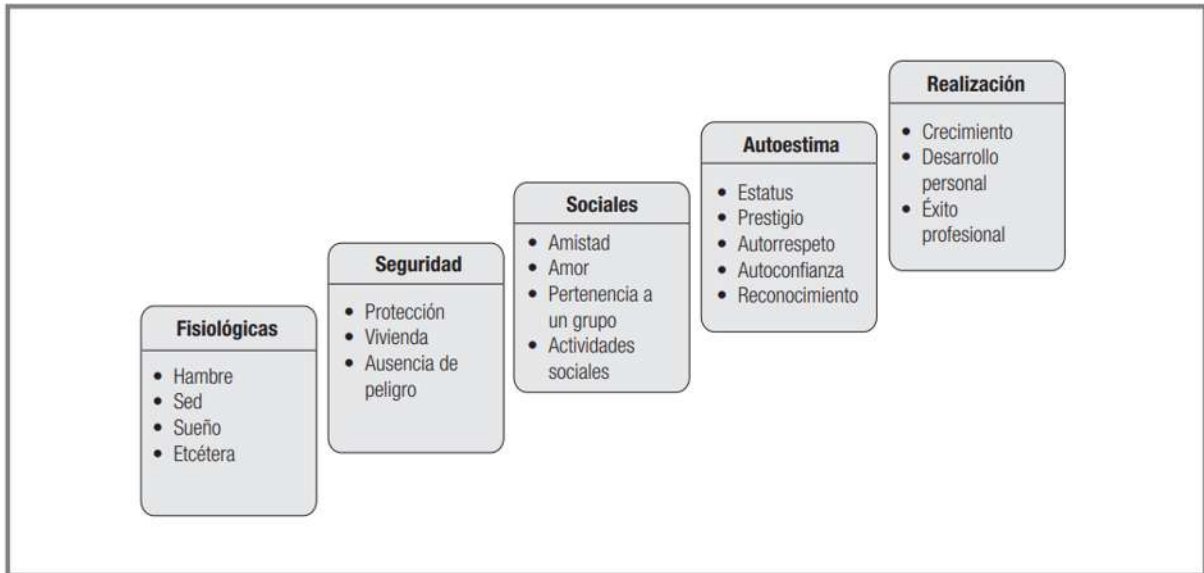 Fisiológicas
• Hambre
• Sed
• Sueño
• Etcétera
Seguridad
• Protección
• Vivienda
• Ausencia de
peligro
Sociales
• Amistad
• Amor
• Pertenencia a
un grupo
• Actividades
sociales
Autoestima
• Estatus
• Prestigio
• Autorrespeto
• Autoconfianza
• Reconocimiento
Realización
• Crecimiento
• Desarrollo
personal
• Éxito
profesional